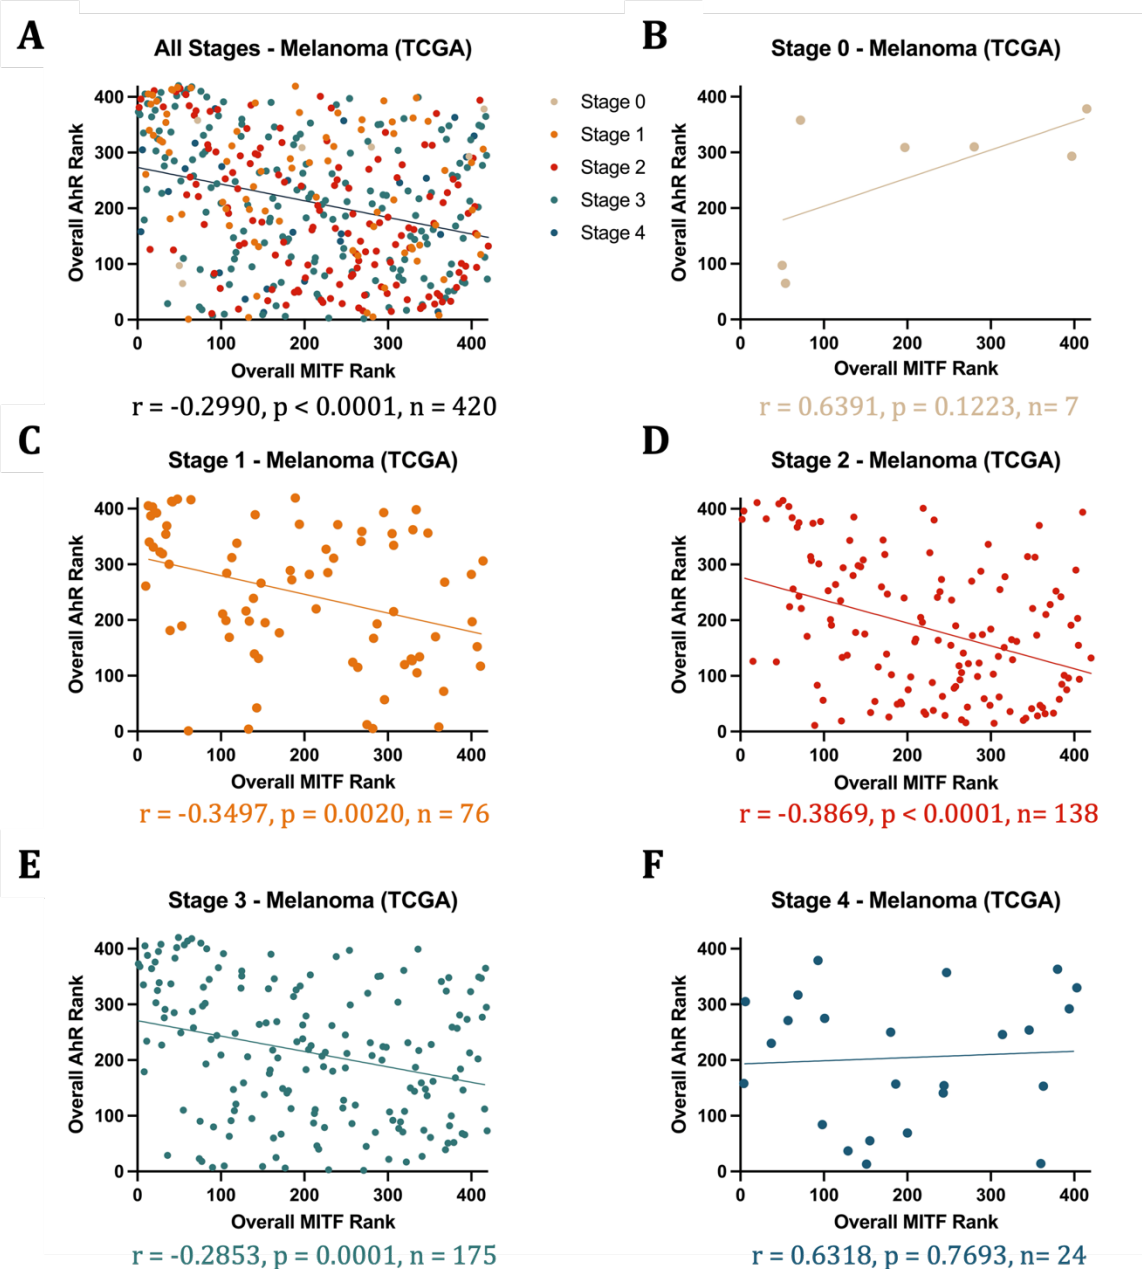 A
All Stages - Melanoma (TCGA)
Overall AhR Rank
400
300
200
100
0
0 100 200 300 400
Overall MITF Rank
r = -0.2990, p < 0.0001, n = 420
Stage 0
Stage 1
Stage 2
Stage 3
Stage 4
B
Stage 0 - Melanoma (TCGA)
Overall AhR Rank
400
300
200
100
0
0 100 200 300 400
Overall MITF Rank
r = 0.6391, p = 0.1223, n= 7
C
Stage 1 - Melanoma (TCGA)
Overall AhR Rank
400
300
200
100
0
0 100 200 300 400
Overall MITF Rank
r = -0.3497, p = 0.0020, n = 76
D
Stage 2 - Melanoma (TCGA)
Overall AhR Rank
400
300
200
100
0
0 100 200 300 400
Overall MITF Rank
r = -0.3869, p < 0.0001, n= 138
E
Stage 3 - Melanoma (TCGA)
Overall AhR Rank
400
300
200
100
0
0 100 200 300 400
Overall MITF Rank
r = -0.2853, p = 0.0001, n = 175
F
Stage 4 - Melanoma (TCGA)
Overall AhR Rank
400
300
200
100
0
0 100 200 300 400
Overall MITF Rank
r = 0.6318, p = 0.7693, n= 24